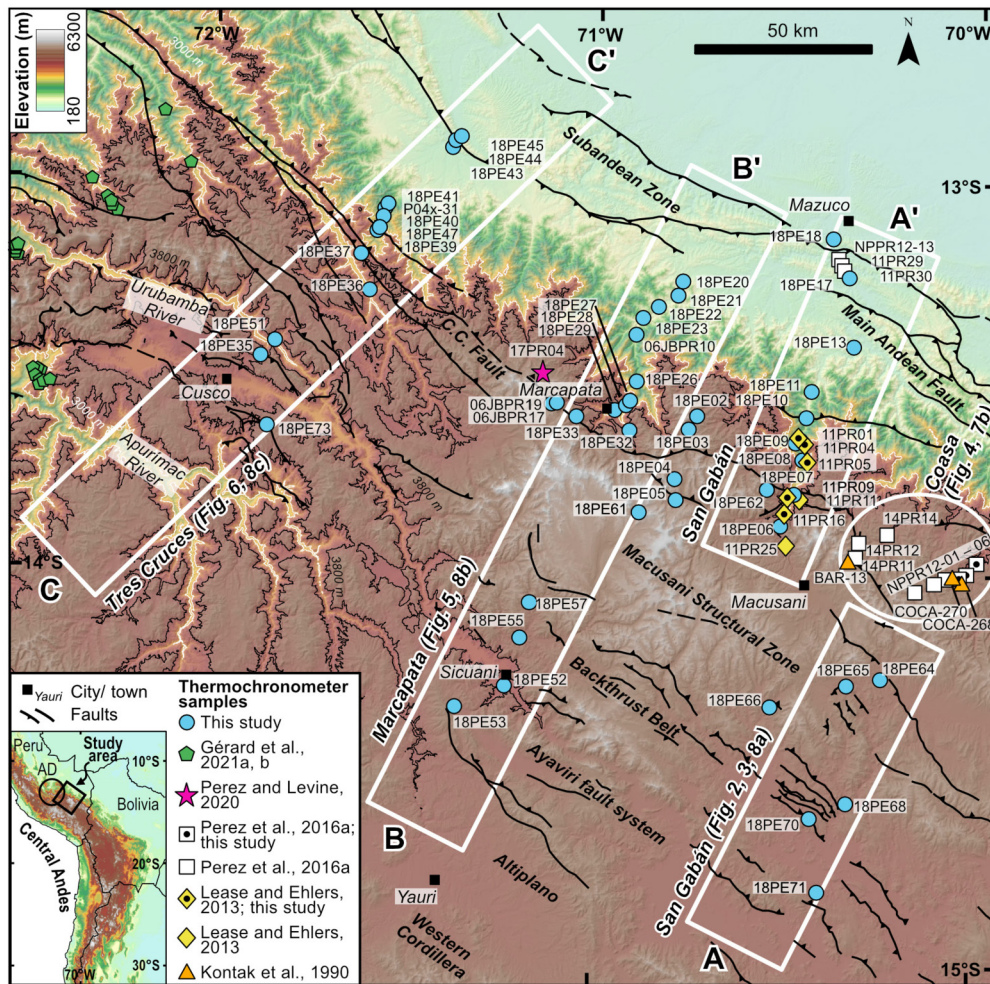 Elevation (m)
6300
180
72°W
71°W
70°W
50 km
N
3000 m
C'
B'
A'
18PE45
18PE44
18PE43
Subandean Zone
13°S
Mazuco
18PE18
NPPR12-13
11PR29
11PR30
18PE17
18PE41
P04x-31
18PE40
18PE47
18PE39
18PE37
18PE36
3800 m
Urubamba
River
18PE51
18PE35
Cusco
C.C. Fault
17PR04
Marcapata
18PE27
18PE28
18PE29
18PE20
18PE21
18PE22
18PE23
06JBPR10
18PE26
18PE02
06JBPR19
06JBPR17
18PE33
18PE32
18PE03
18PE13
Main Andean Fault
18PE11
18PE10
11PR01
18PE09
11PR04
18PE08
11PR05
18PE07
11PR09
11PR11
18PE62
11PR16
18PE06
11PR25
San Gabán
18PE04
18PE05
18PE61
18PE73
3000 m
Apurimac
River
3800
Coasa
(Fig. 4, 7b)
14PR14
14PR12
14PR11
BAR-13
NPPR12-01 – 06
COCA-270
COCA-268
Macusani
14°S
C
Tres Cruces (Fig. 6, 8c)
3800 m
Macusani Structural Zone
18PE57
18PE55
Sicuani
18PE52
18PE53
Marcapata (Fig. 5, 8b)
Backthrust Belt
18PE66
18PE65
18PE64
18PE68
18PE70
18PE71
San Gabán (Fig. 2, 3, 8a)
Ayaviri fault system
Altiplano
B
Yauri
Western
Cordillera
A
15°S
Yauri
City/ town
Faults
Thermochronometer
samples
This study
Gérard et al.,
2021a, b
Perez and Levine,
2020
Perez et al., 2016a;
this study
Perez et al., 2016a
Lease and Ehlers,
2013; this study
Lease and Ehlers,
2013
Kontak et al., 1990
Peru
Study
area
AD
Bolivia
Central Andes
10°S
20°S
30°S
70°W